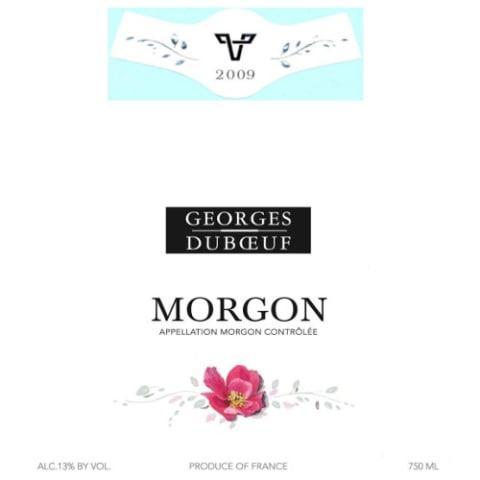 2009
GEORGES
DUBŒUF
MORGON
APPELLATION MORGON CONTRÔLÉE
ALC.13% BY VOL. PRODUCE OF FRANCE 750 ML